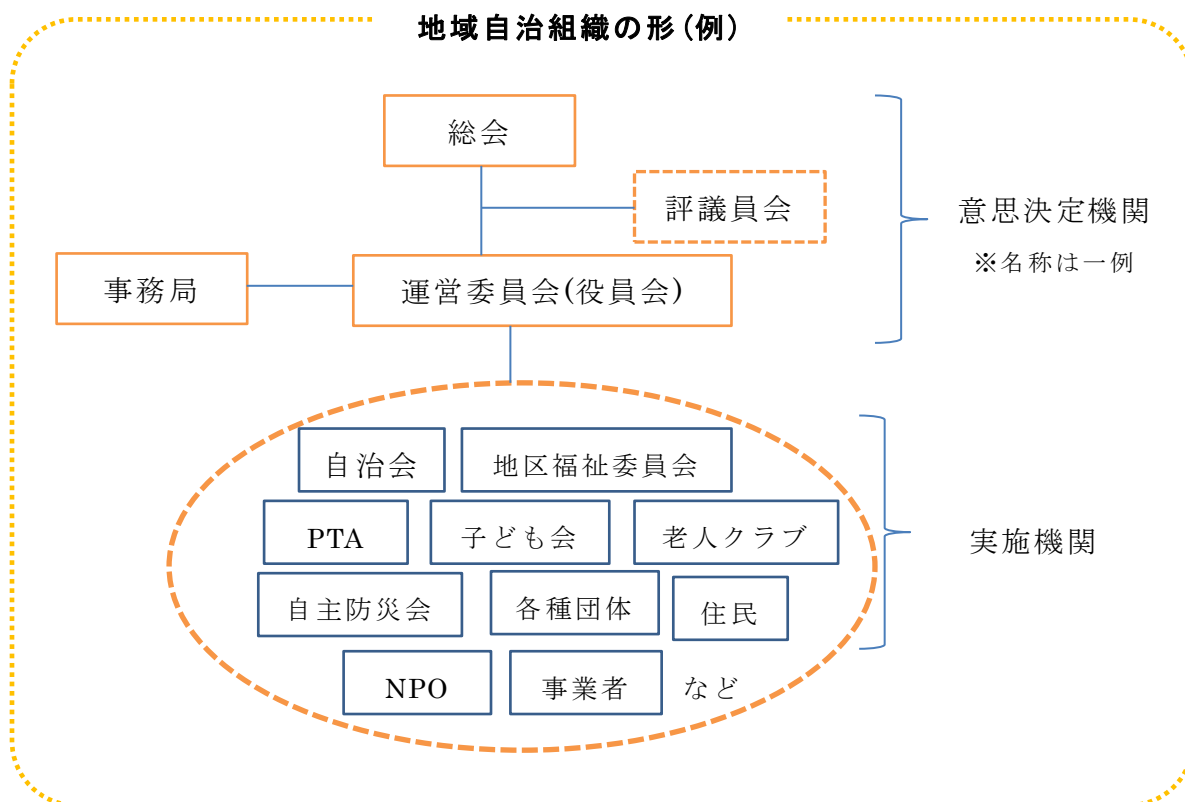 地域自治組織の形(例)
総会
評議員会
意思決定機関
※名称は一例
事務局
運営委員会(役員会)
自治会
地区福祉委員会
PTA
子ども会
老人クラブ
実施機関
自主防災会
各種団体
住民
NPO
事業者
など